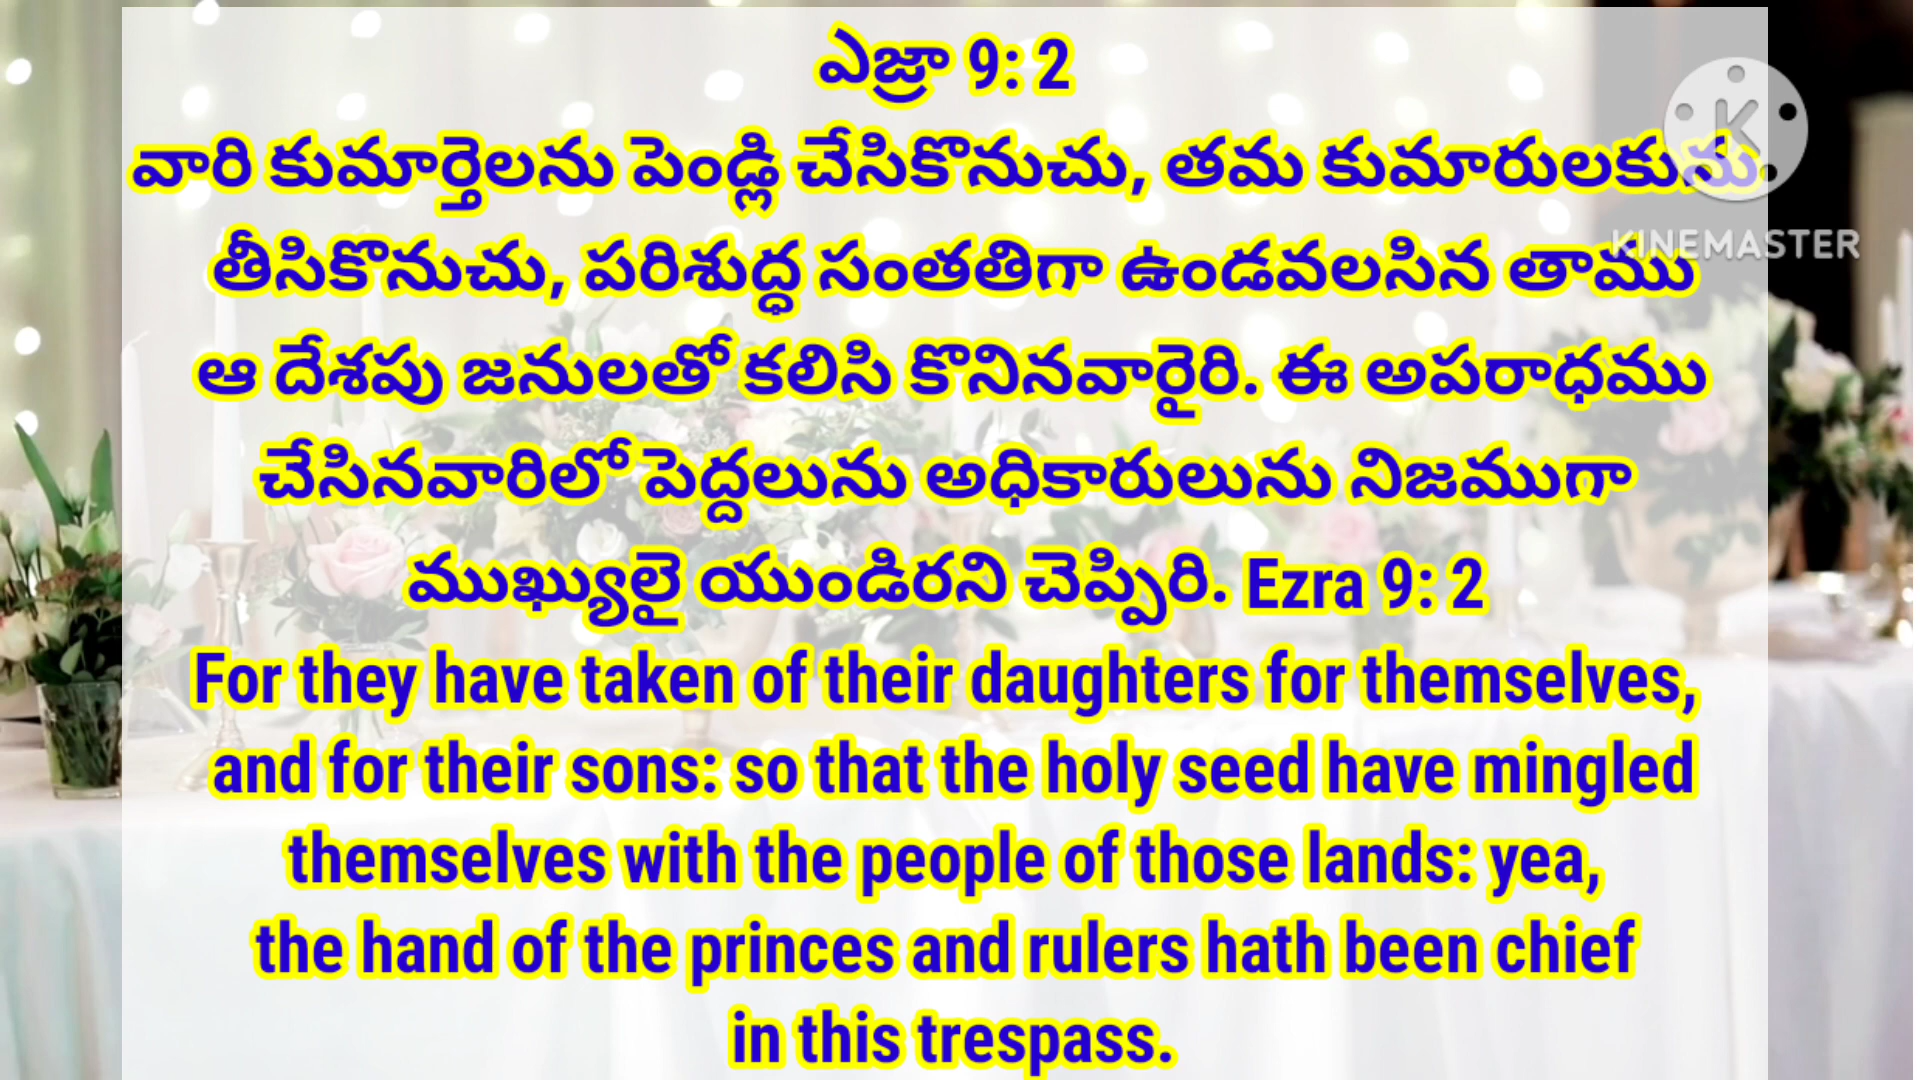 ఎజ్రా 9: 2
వారి కుమార్తెలను పెండ్లి చేసికొనుచు, తమ కుమారులకును
తీసికొనుచు, పరిశుద్ధ సంతతిగా ఉండవలసిన తాము
ఆ దేశపు జనులతో కలిసి కొనినవారైరి. ఈ అపరాధము
చేసినవారిలో పెద్దలును అధికారులును నిజముగా
ముఖ్యులై యుండిరని చెప్పిరి. Ezra 9: 2
For they have taken of their daughters for themselves,
and for their sons: so that the holy seed have mingled
themselves with the people of those lands: yea,
the hand of the princes and rulers hath been chief
in this trespass.
K
KINEMASTER